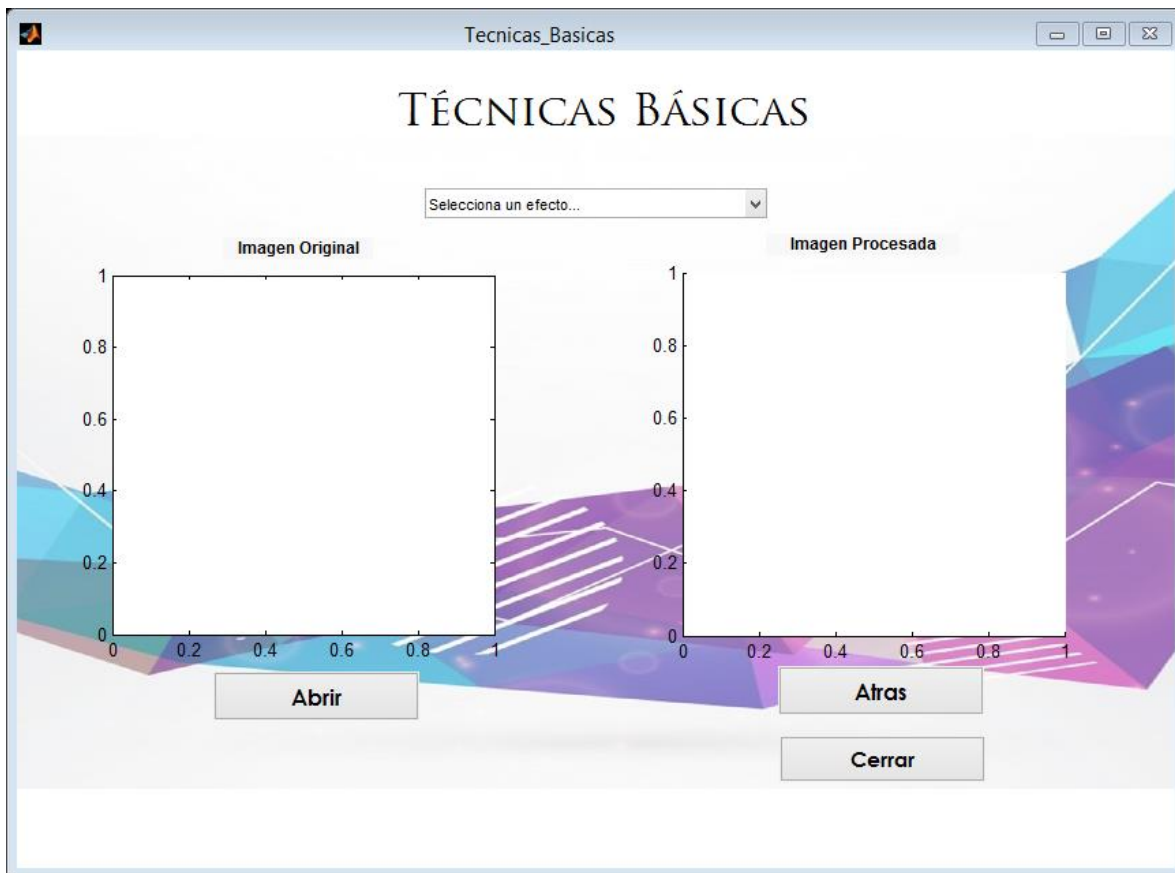 Tecnicas_Basicas
TÉCNICAS BÁSICAS
Selecciona un efecto...
Imagen Original
Imagen Procesada
1
0.8
0.6
0.4
0.2
0
0 0.2 0.4 0.6 0.8 1
1
0.8
0.6
0.4
0.2
0
0 0.2 0.4 0.6 0.8 1
Abrir
Atras
Cerrar